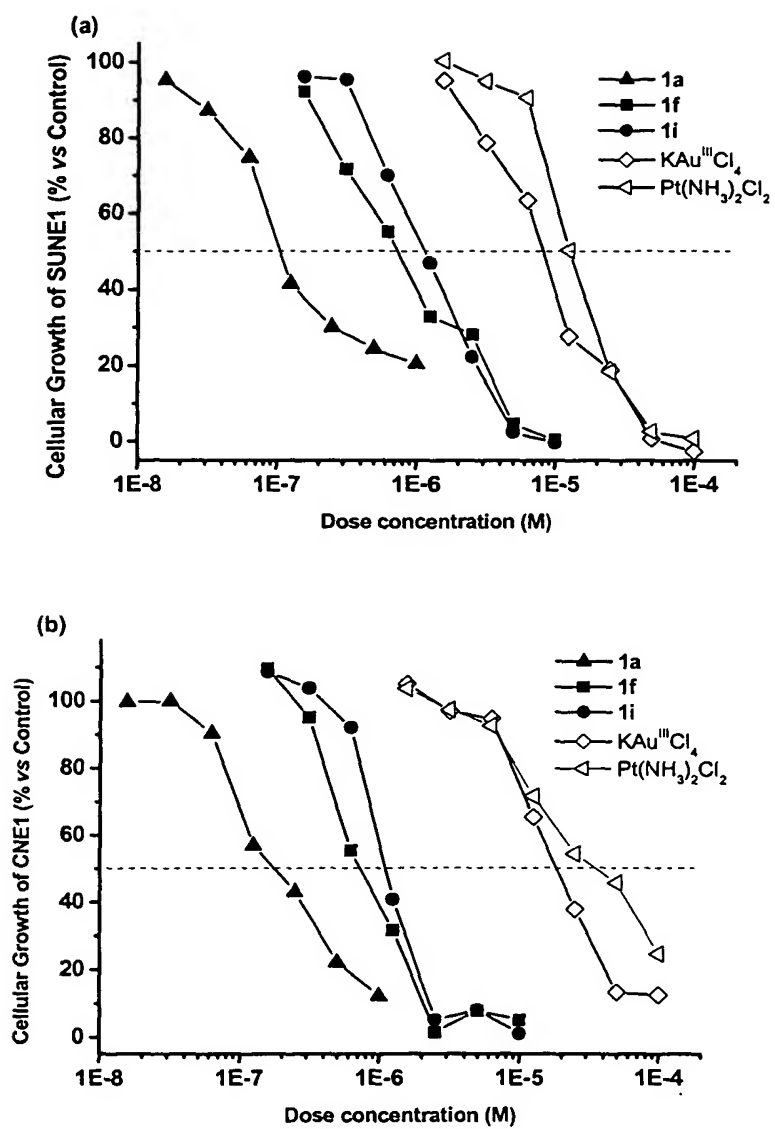 (a)
Cellular Growth of SUNE1 (% vs Control)
100
80
60
40
20
0
1a
1f
1i
KAuIIICl4
Pt(NH3)2Cl2
1E-8 1E-7 1E-6 1E-5 1E-4
Dose concentration (M)
(b)
Cellular Growth of CNE1 (% vs Control)
100
80
60
40
20
0
1a
1f
1i
KAuIIICl4
Pt(NH3)2Cl2
1E-8 1E-7 1E-6 1E-5 1E-4
Dose concentration (M)